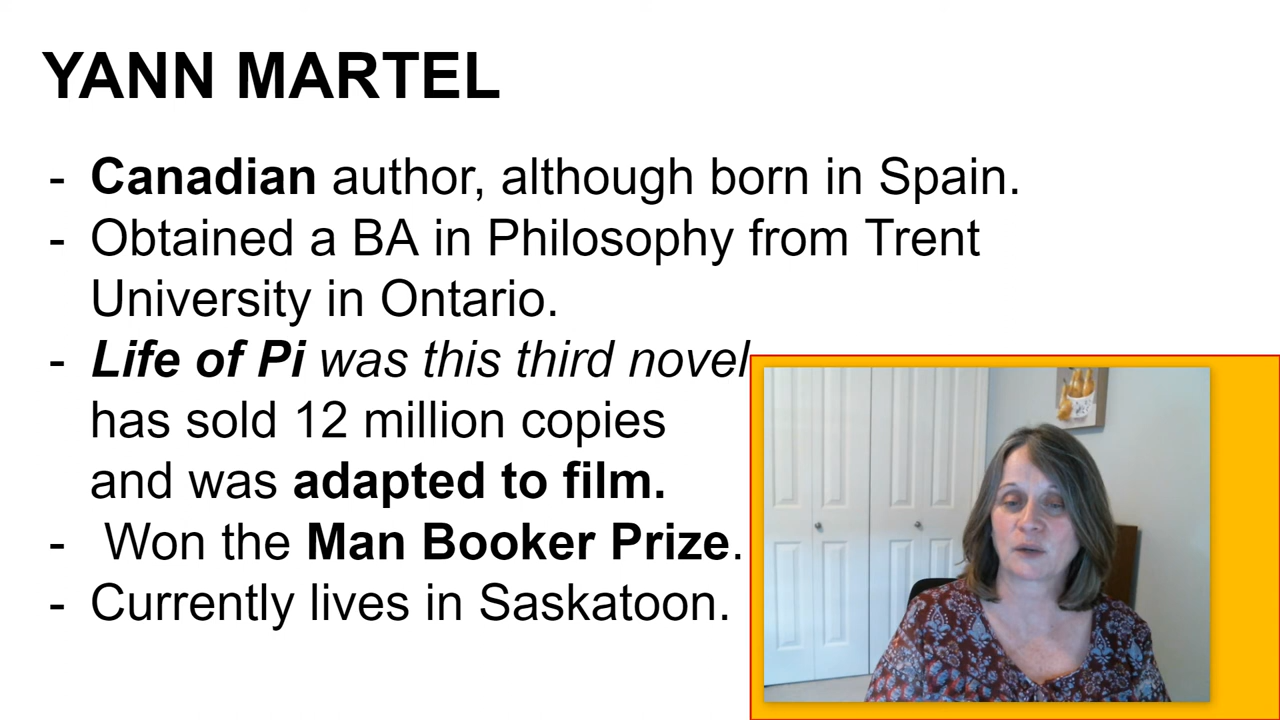 YANN MARTEL
- Canadian author, although born in Spain.
- Obtained a BA in Philosophy from Trent
University in Ontario.
- Life of Pi was this third novel
has sold 12 million copies
and was adapted to film.
- Won the Man Booker Prize.
- Currently lives in Saskatoon.